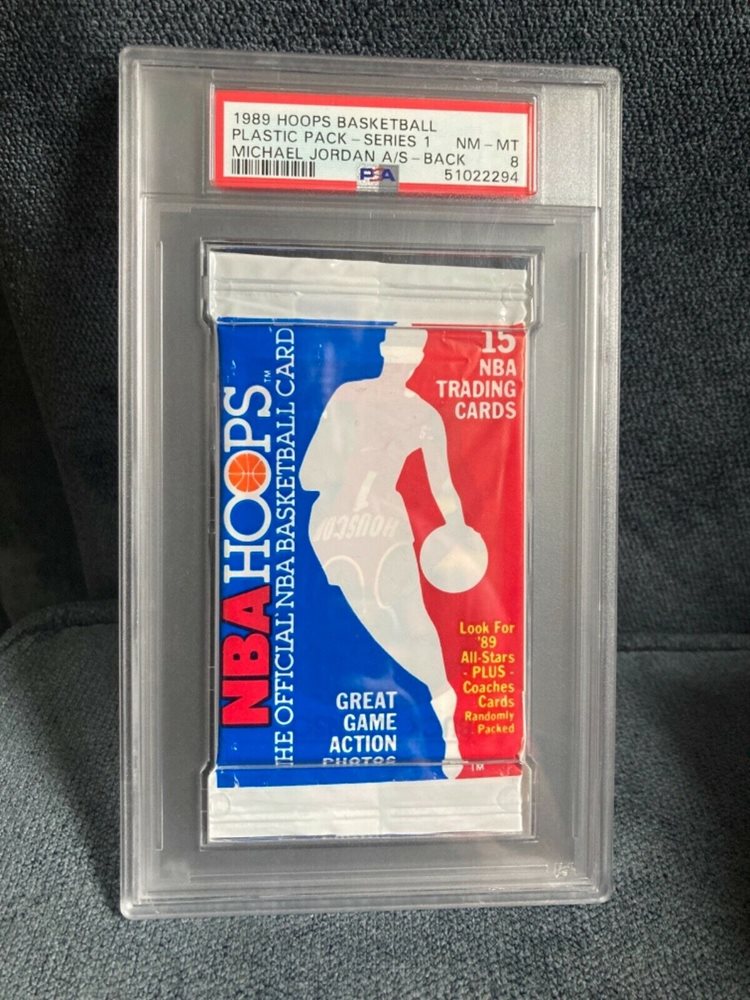 1989 HOOPS BASKETBALL
PLASTIC PACK - SERIES 1 NM - MT
MICHAEL JORDAN A/S - BACK 8
PSA 51022294
NBA HOOPS™
THE OFFICIAL NBA BASKETBALL CARD
15
NBA
TRADING
CARDS
GREAT
GAME
ACTION
PHOTOS
Look For
'89
All-Stars
- PLUS -
Coaches
Cards
Randomly
Packed
TM